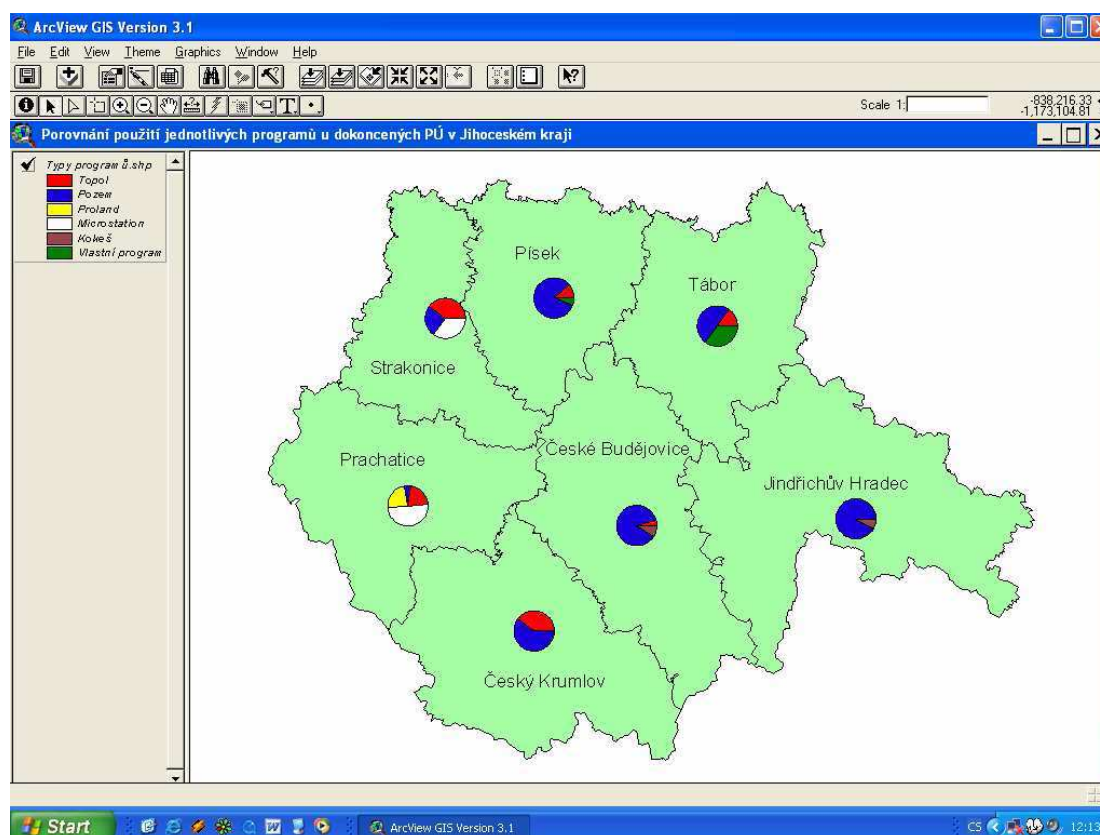 ArcView GIS Version 3.1
File Edit View Theme Graphics Window Help
Scale 1:
-838,216.33
-1,173,104.81
Porovnání použití jednotlivých programù u dokoncených PÚ v Jihoceském kraji
Typy program ů.shp
Topol
Pozem
Proland
Microstation
Kokeš
Vlastní program
Písek
Tábor
Strakonice
České Budějovice
Prachatice
Jindřichův Hradec
Český Krumlov
Start
ArcView GIS Version 3.1
CS
12:13